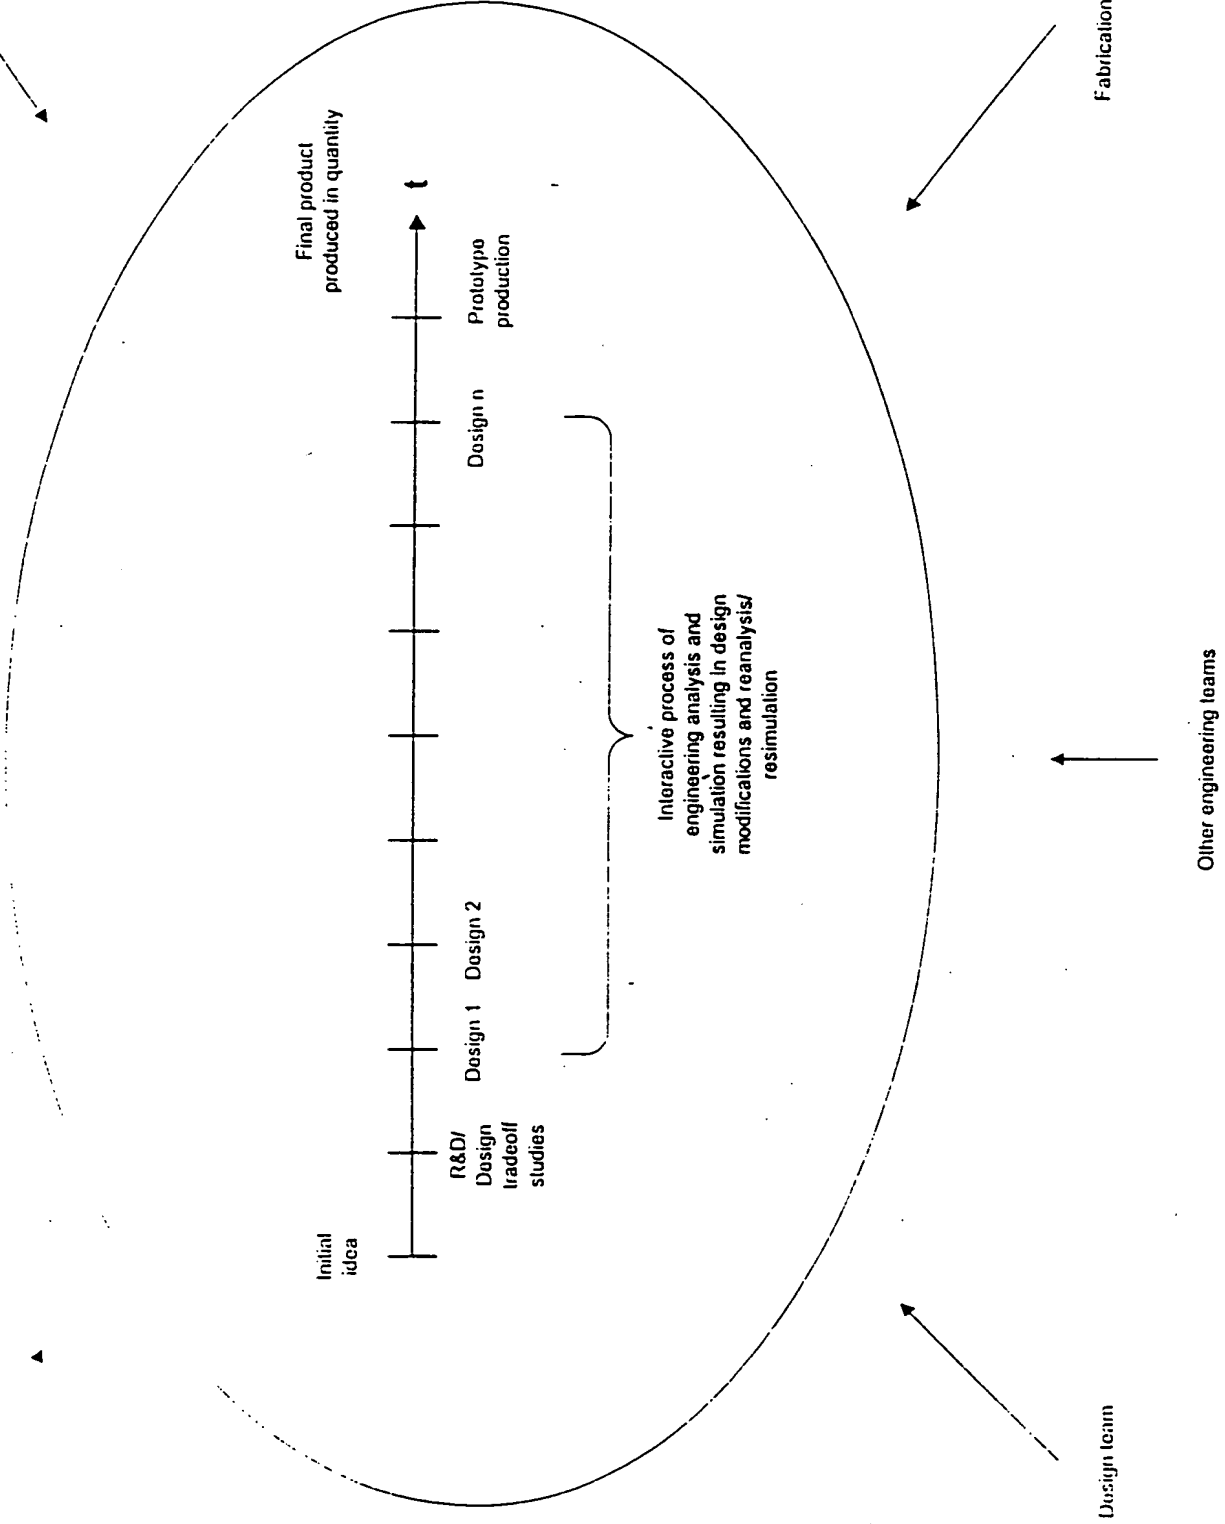 Final product
produced in quantity
Initial
idea
t
R&D/
Design
tradeoff
studies
Design 1
Design 2
Design n
Prototype
production
Interactive process of
engineering analysis and
simulation resulting in design
modifications and reanalysis/
resimulation
Design team
Other engineering teams
Fabrication